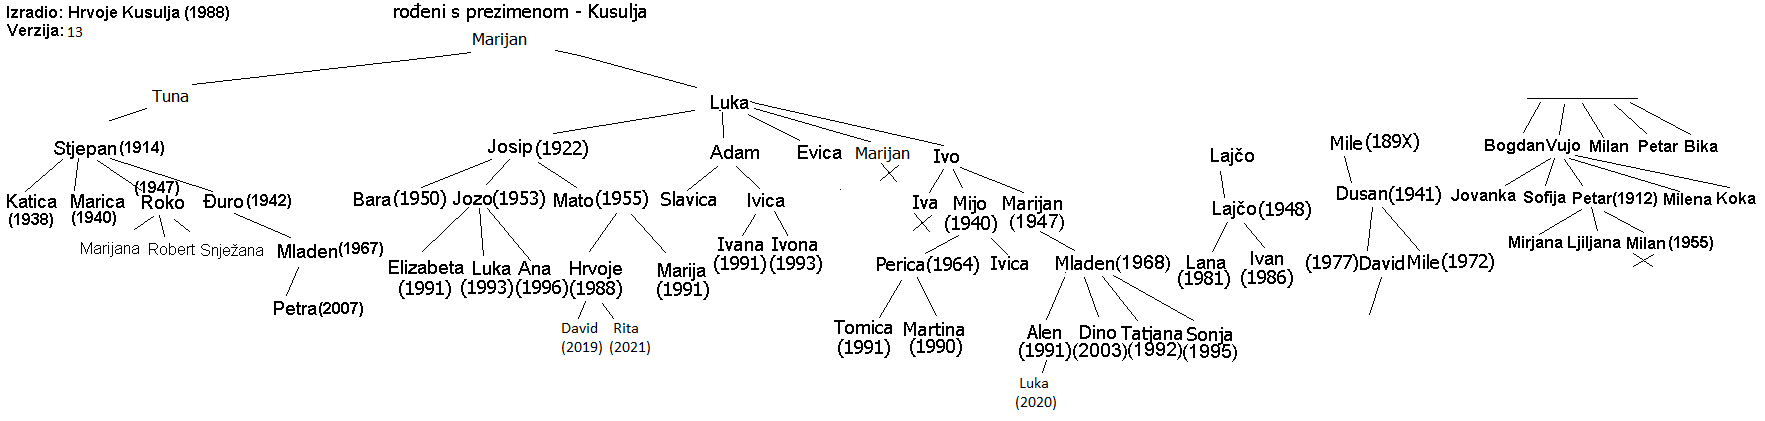 Izradio: Hrvoje Kusulja (1988)
Verzija: 13
rođeni s prezimenom - Kusulja
Marijan
Tuna
Luka
Stjepan (1914)
Josip (1922)
Adam
Evica
Marijan
Ivo
Lajčo
Mile (189X)
Bogdan Vujo Milan Petar Bika
Katica
(1938)
Marica
(1940)
(1947)
Roko
Đuro (1942)
Bara (1950)
Jozo (1953)
Mato (1955)
Slavica
Ivica
Iva
Mijo
(1940)
Marijan
(1947)
Lajčo (1948)
Dusan (1941)
Jovanka
Sofija
Petar (1912)
Milena
Koka
Marijana
Robert
Snježana
Mladen (1967)
Elizabeta
(1991)
Luka
(1993)
Ana
(1996)
Hrvoje
(1988)
Marija
(1991)
Ivana
(1991)
Ivona
(1993)
Perica (1964)
Ivica
Mladen (1968)
Lana
(1981)
Ivan
(1986)
(1977) David
Mile (1972)
Mirjana
Ljiljana
Milan (1955)
Petra (2007)
David
(2019)
Rita
(2021)
Tomica
(1991)
Martina
(1990)
Alen
(1991)
Dino
(2003)
Tatjana
(1992)
Sonja
(1995)
Luka
(2020)